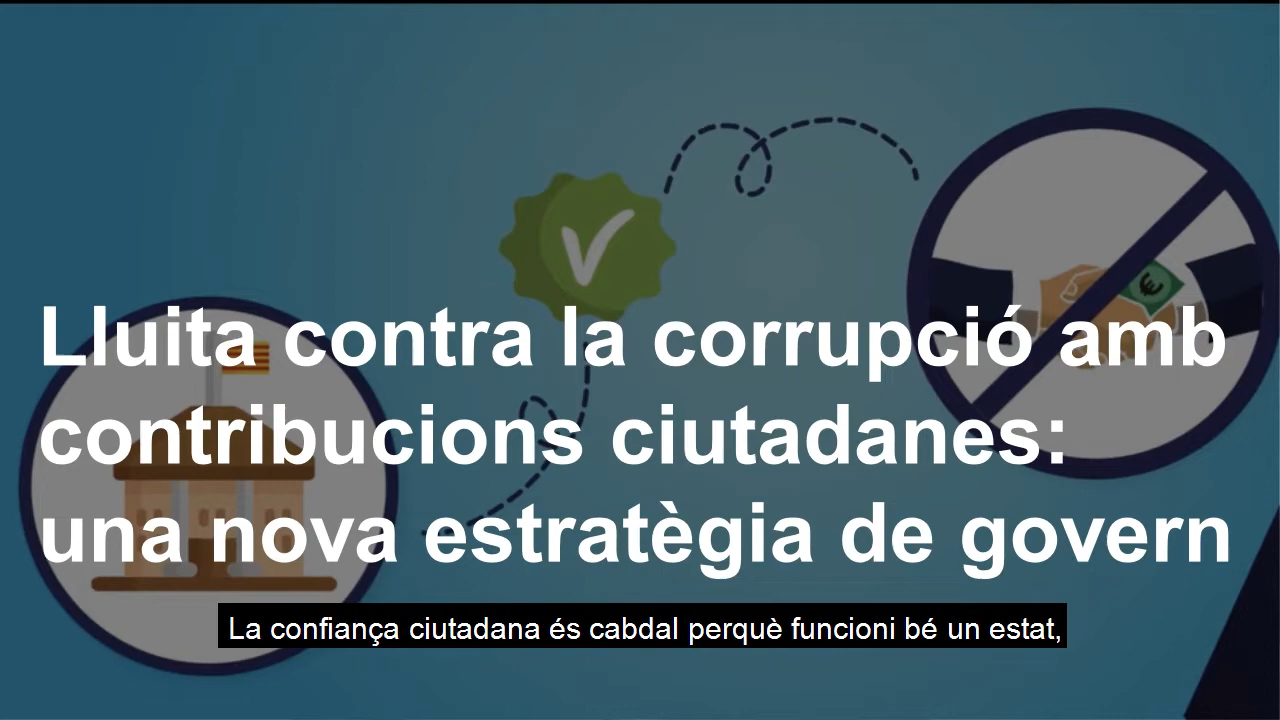 Lluita contra la corrupció amb
contribucions ciutadanes:
una nova estratègia de govern
La confiança ciutadana és cabdal perquè funcioni bé un estat,